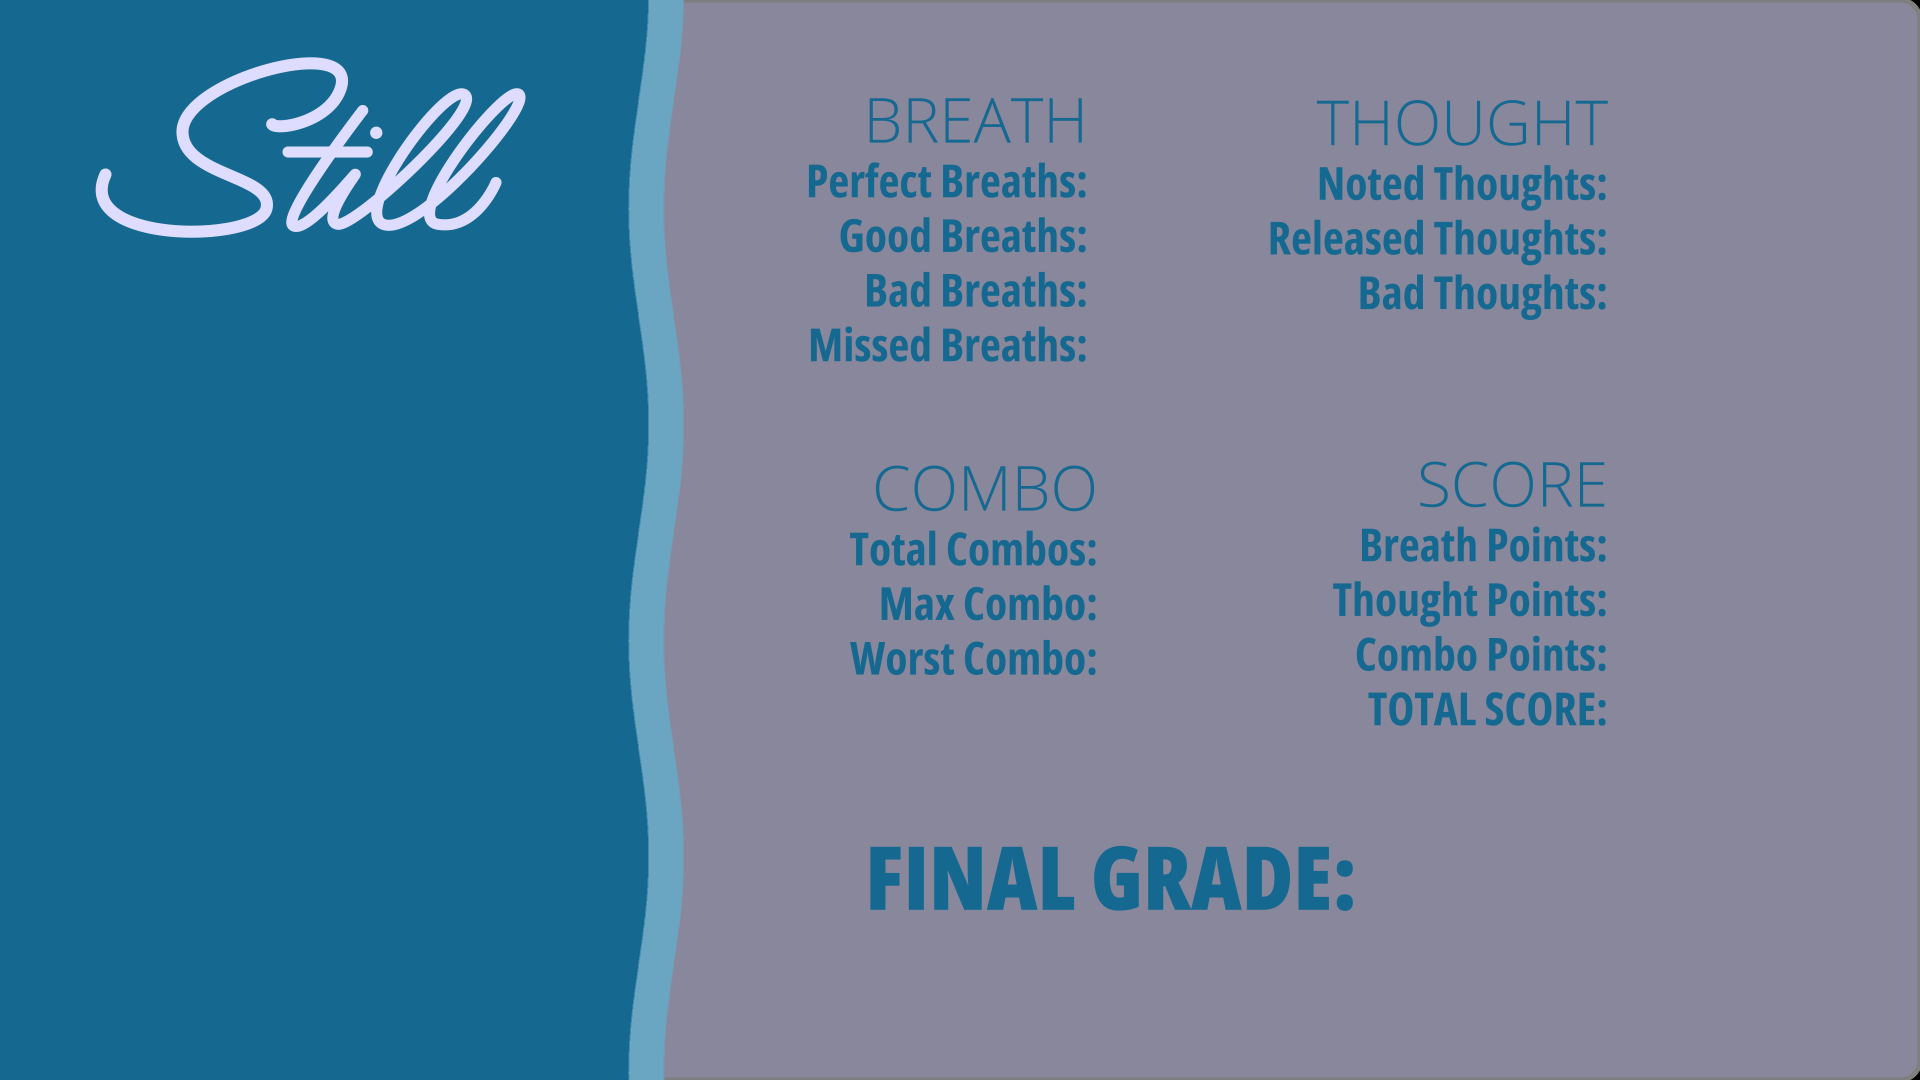 Still
BREATH
Perfect Breaths:
Good Breaths:
Bad Breaths:
Missed Breaths:
THOUGHT
Noted Thoughts:
Released Thoughts:
Bad Thoughts:
COMBO
Total Combos:
Max Combo:
Worst Combo:
SCORE
Breath Points:
Thought Points:
Combo Points:
TOTAL SCORE:
FINAL GRADE: